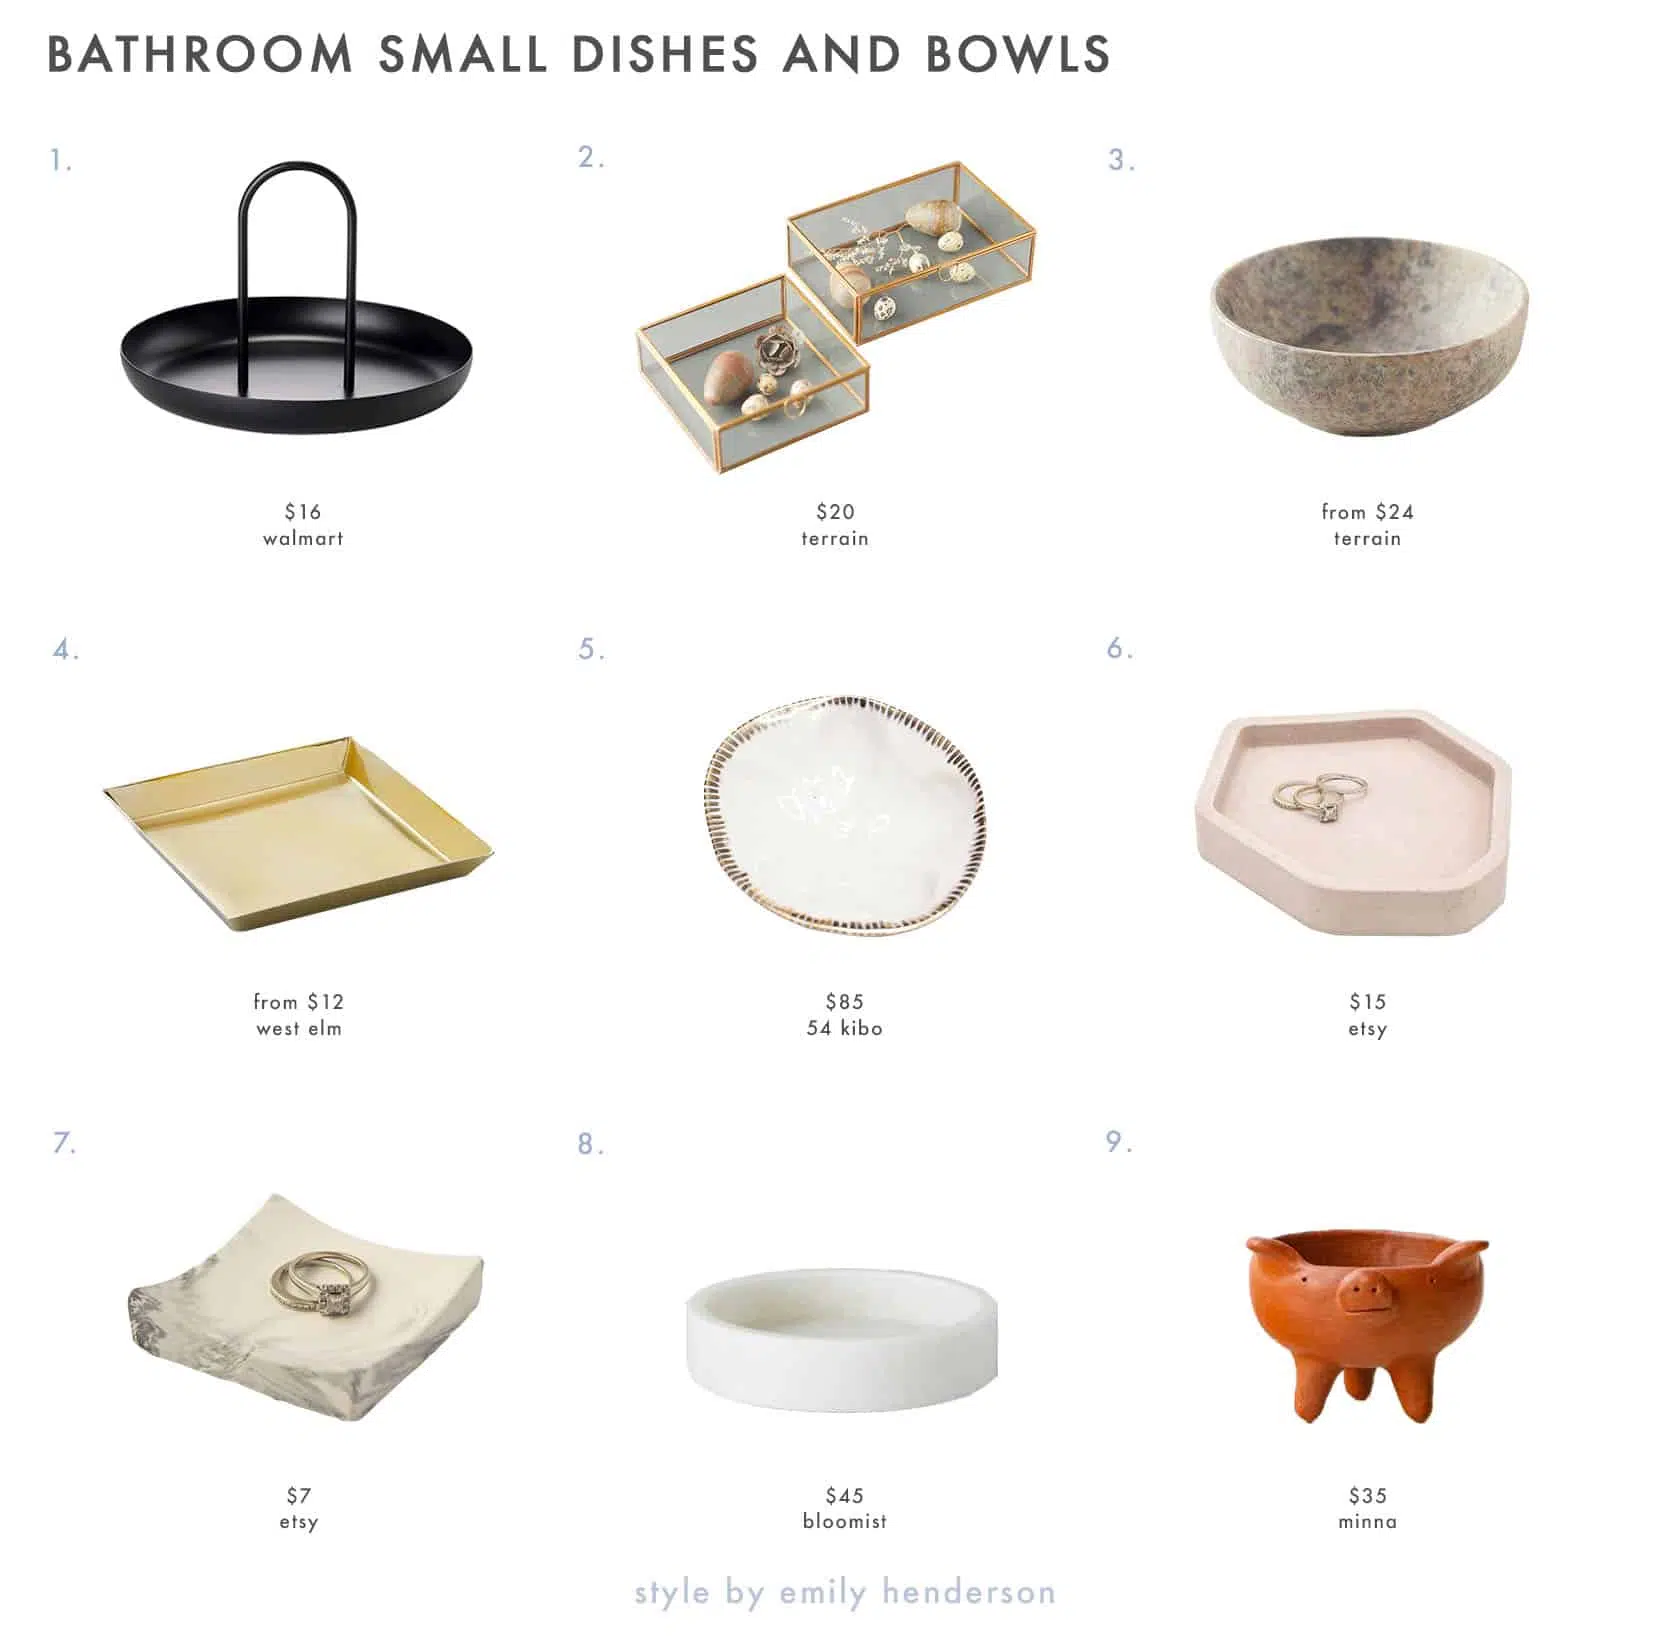 BATHROOM SMALL DISHES AND BOWLS
1.
2.
3.
$16
walmart
$20
terrain
from $24
terrain
4.
5.
6.
from $12
west elm
$85
54 kibo
$15
etsy
7.
8.
9.
$7
etsy
$45
bloomist
$35
minna
style by emily henderson